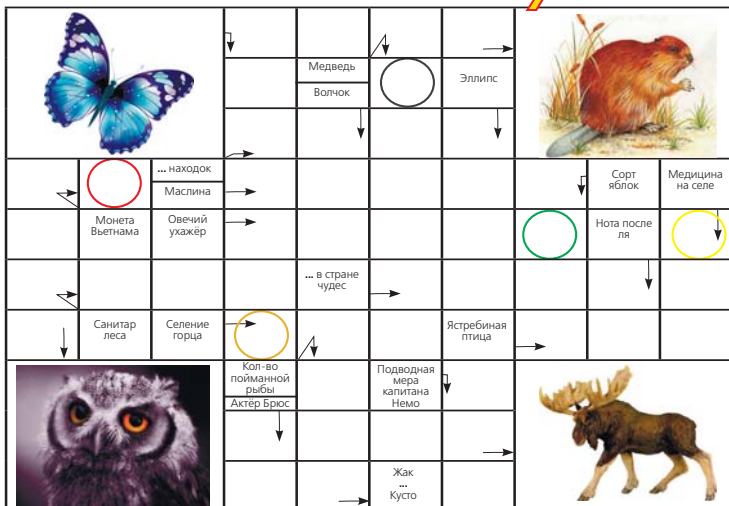 Медведь
Волчок
Эллипс
... находок
Маслина
Сорт
яблок
Медицина
на селе
Монета
Вьетнама
Овечий
ухажёр
Нота после
ля
... в стране
чудес
Санитар
леса
Селение
горца
Ястребиная
птица
Кол-во
пойманной
рыбы
Актёр Брюс
Подводная
мера
капитана
Немо
Жак
...
Кусто